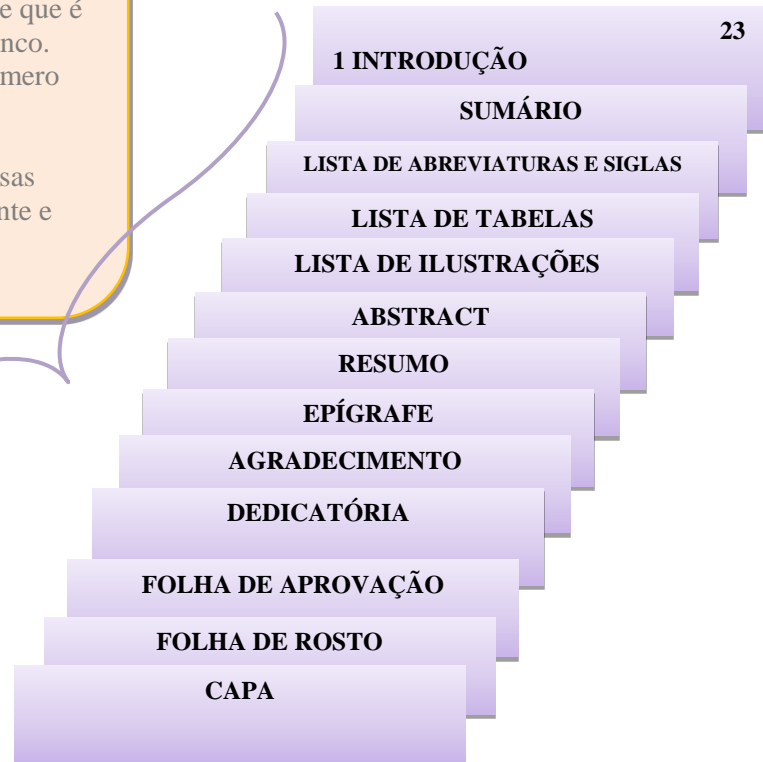 e que é
nco.
mero
sas
nte e
23
1 INTRODUÇÃO
SUMÁRIO
LISTA DE ABREVIATURAS E SIGLAS
LISTA DE TABELAS
LISTA DE ILUSTRAÇÕES
ABSTRACT
RESUMO
EPÍGRAFE
AGRADECIMENTO
DEDICATÓRIA
FOLHA DE APROVAÇÃO
FOLHA DE ROSTO
CAPA